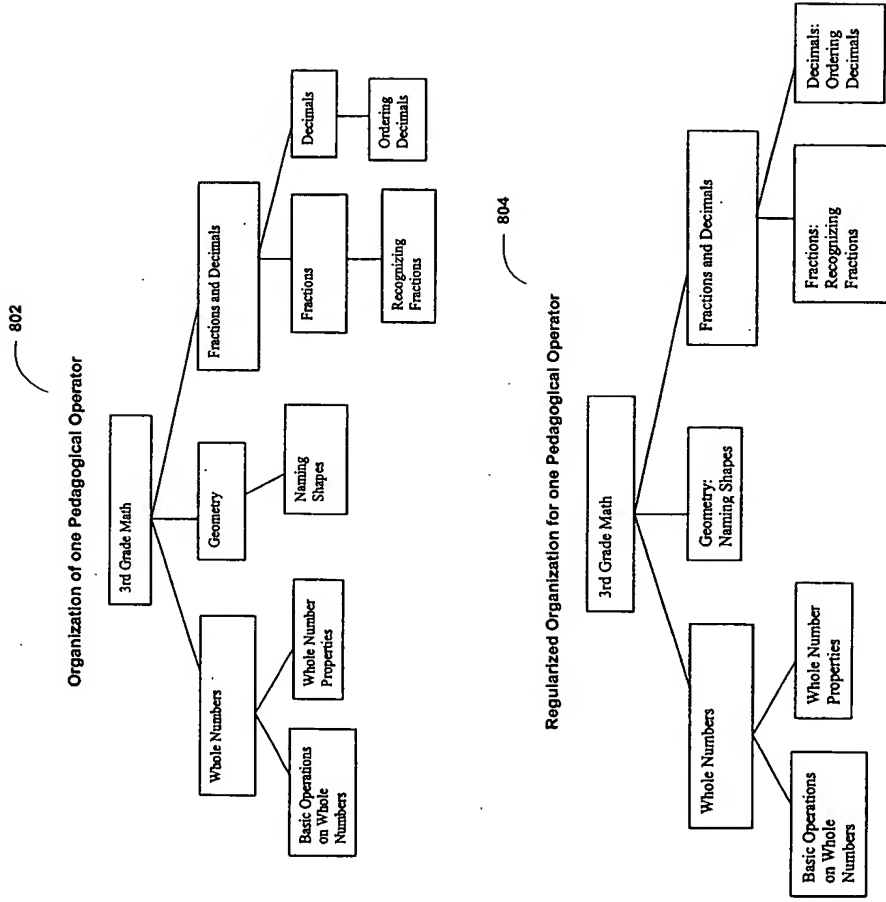 802
Organization of one Pedagogical Operator
3rd Grade Math
Whole Numbers
Geometry
Fractions and Decimals
Basic Operations
on Whole
Numbers
Whole Number
Properties
Naming
Shapes
Fractions
Decimals
Recognizing
Fractions
Ordering
Decimals
804
Regularized Organization for one Pedagogical Operator
3rd Grade Math
Whole Numbers
Geometry:
Naming Shapes
Fractions and Decimals
Basic Operations
on Whole
Numbers
Whole Number
Properties
Fractions:
Recognizing
Fractions
Decimals:
Ordering
Decimals